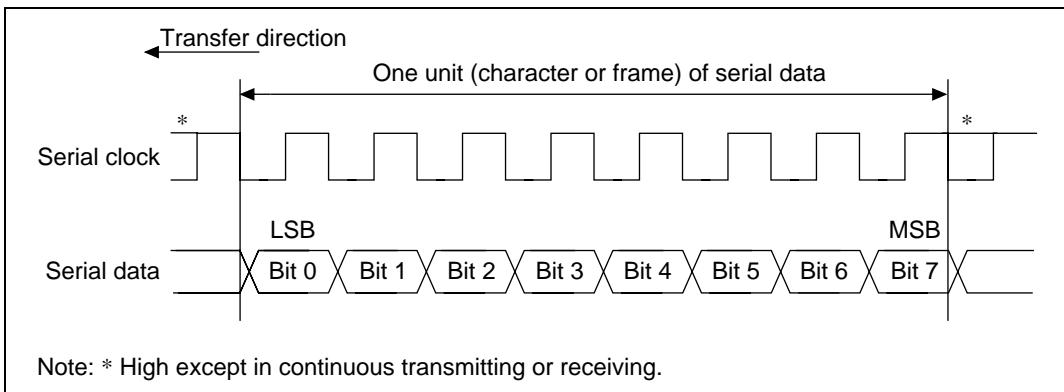 Transfer direction
One unit (character or frame) of serial data
* *
Serial clock
LSB MSB
Serial data Bit 0 Bit 1 Bit 2 Bit 3 Bit 4 Bit 5 Bit 6 Bit 7
Note: * High except in continuous transmitting or receiving.